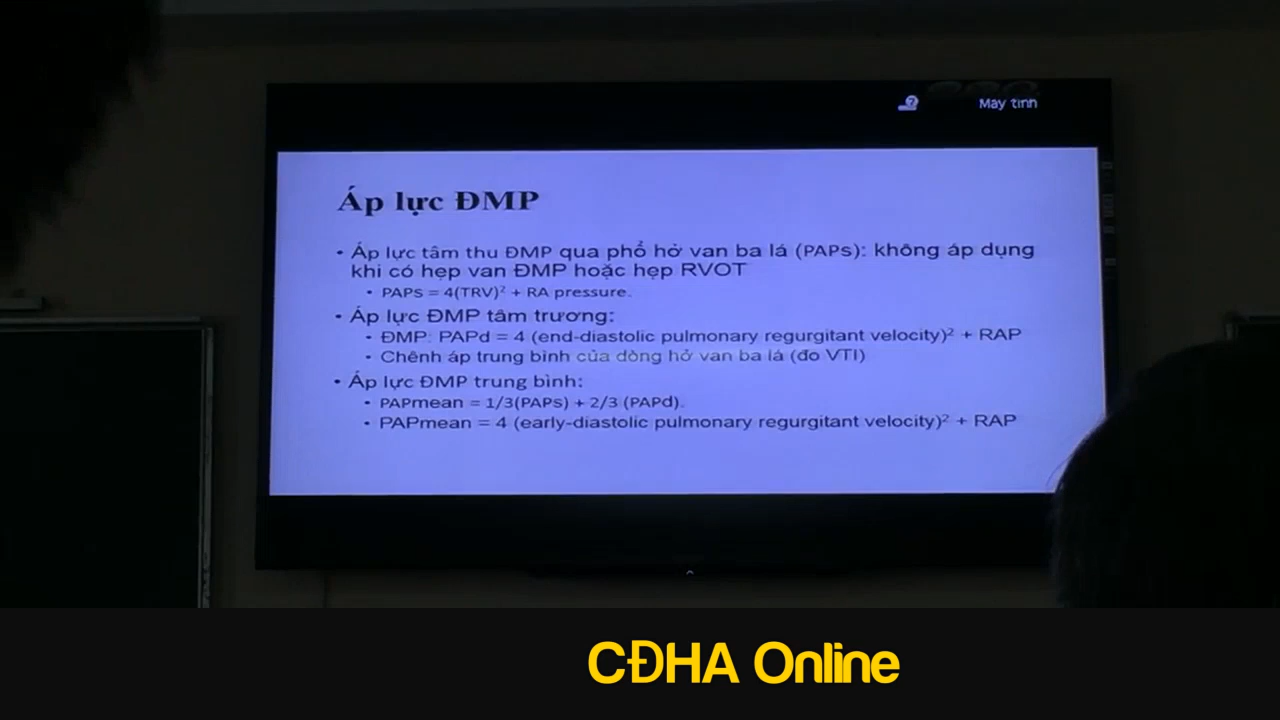 Máy tính
Áp lực ĐMP
• Áp lực tâm thu ĐMP qua phổ hở van ba lá (PAPs): không áp dụng
khi có hẹp van ĐMP hoặc hẹp RVOT
• PAPs = 4(TRV)² + RA pressure.
• Áp lực ĐMP tâm trương:
• ĐMP: PAPd = 4 (end-diastolic pulmonary regurgitant velocity)² + RAP
• Chênh áp trung bình của dòng hở van ba lá (đo VTI)
• Áp lực ĐMP trung bình:
• PAPmean = 1/3(PAPs) + 2/3 (PAPd).
• PAPmean = 4 (early-diastolic pulmonary regurgitant velocity)² + RAP
CĐHA Online